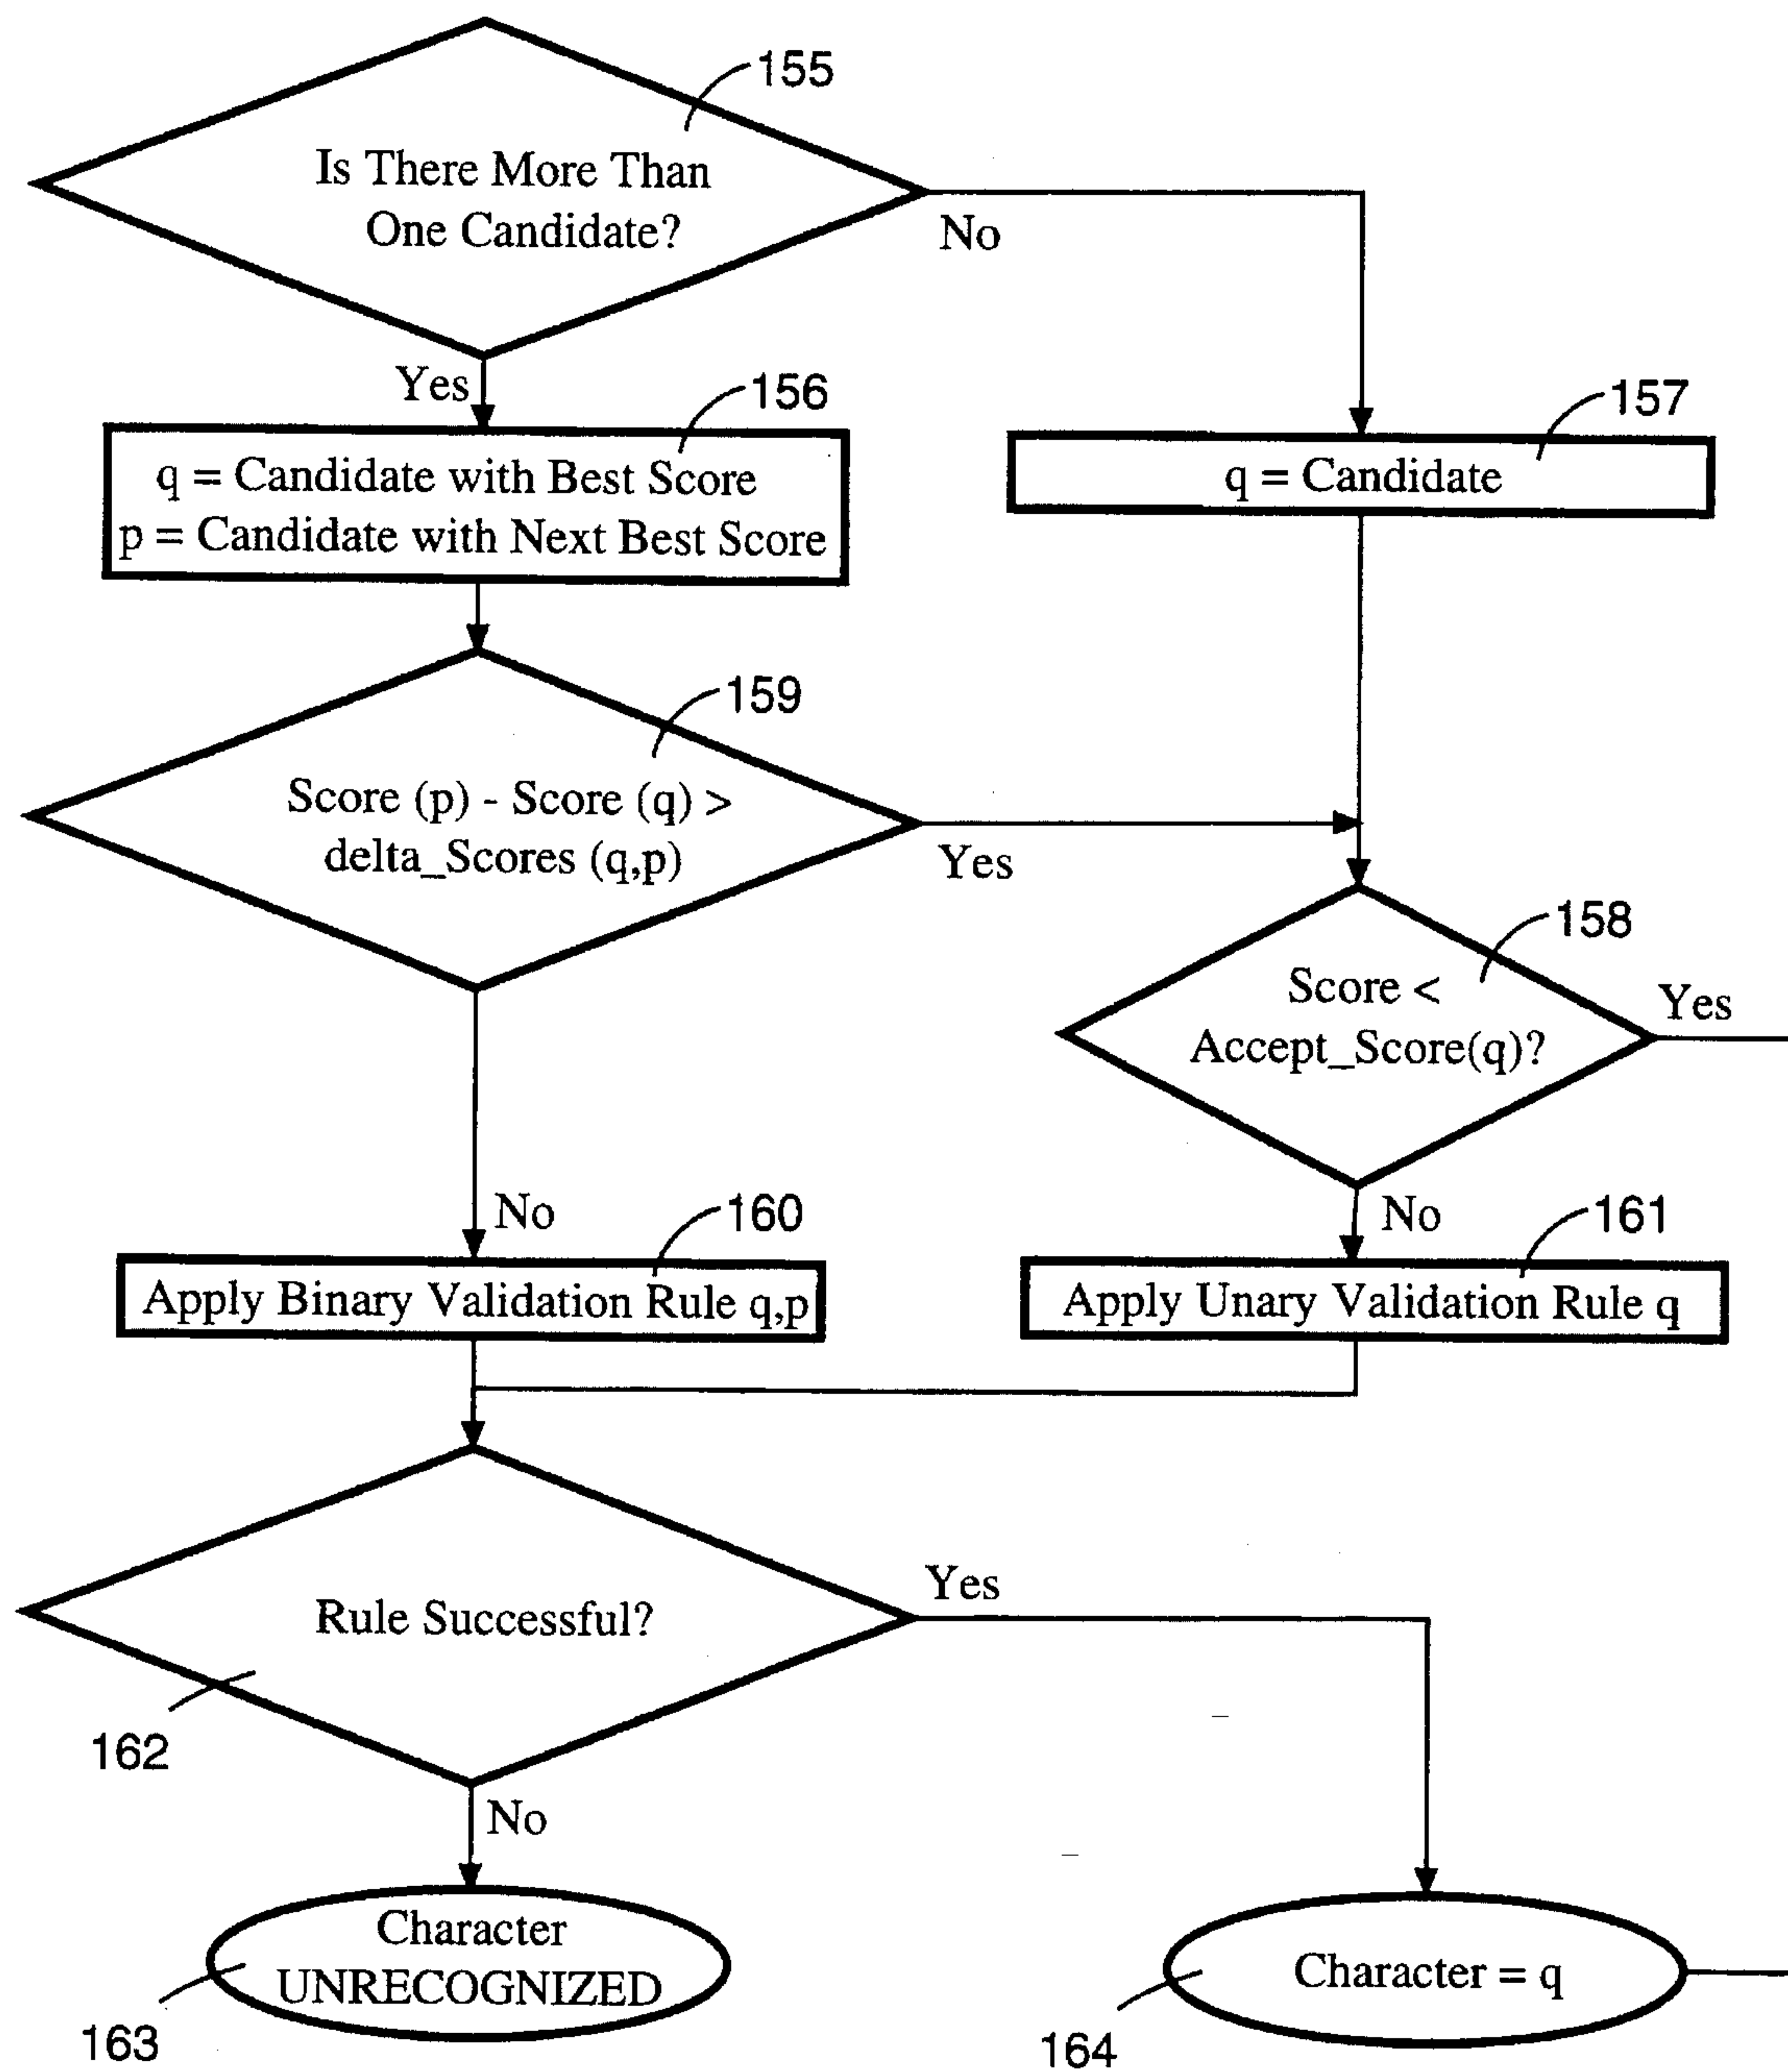 155
Is There More Than
One Candidate?
No
Yes
156
157
q = Candidate with Best Score
p = Candidate with Next Best Score
q = Candidate
159
Score (p) - Score (q) >
delta_Scores (q,p)
Yes
158
Score <
Accept_Score(q)?
Yes
No
160
No
161
Apply Binary Validation Rule q,p
Apply Unary Validation Rule q
Rule Successful?
Yes
162
No
Character
UNRECOGNIZED
163
Character = q
164